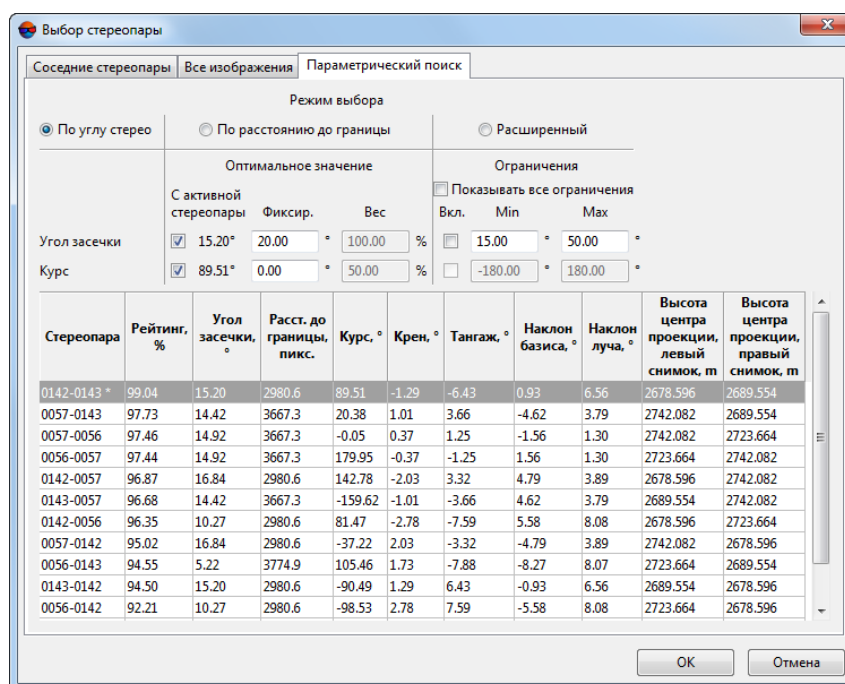 Выбор стереопары
Соседние стереопары Все изображения Параметрический поиск
Режим выбора
По углу стерео По расстоянию до границы Расширенный
Оптимальное значение Ограничения
Показывать все ограничения
С активной
стереопары Фиксир. Вес Вкл. Min Max
Угол засечки 15.20° 20.00 ° 100.00 % 15.00 ° 50.00 °
Курс 89.51° 0.00 ° 50.00 % -180.00 ° 180.00 °
Стереопара Рейтинг, % Угол засечки, ° Расст. до границы, пикс. Курс, ° Крен, ° Тангаж, ° Наклон базиса, ° Наклон луча, ° Высота центра проекции, левый снимок, m Высота центра проекции, правый снимок, m
0142-0143 * 99.04 15.20 2980.6 89.51 -1.29 -6.43 0.93 6.56 2678.596 2689.554
0057-0143 97.73 14.42 3667.3 20.38 1.01 3.66 -4.62 3.79 2742.082 2689.554
0057-0056 97.46 14.92 3667.3 -0.05 0.37 1.25 -1.56 1.30 2742.082 2723.664
0056-0057 97.44 14.92 3667.3 179.95 -0.37 -1.25 1.56 1.30 2723.664 2742.082
0142-0057 96.87 16.84 2980.6 142.78 -2.03 3.32 4.79 3.89 2678.596 2742.082
0143-0057 96.68 14.42 3667.3 -159.62 -1.01 -3.66 4.62 3.79 2689.554 2742.082
0142-0056 96.35 10.27 2980.6 81.47 -2.78 -7.59 5.58 8.08 2678.596 2723.664
0057-0142 95.02 16.84 2980.6 -37.22 2.03 -3.32 -4.79 3.89 2742.082 2678.596
0056-0143 94.55 5.22 3774.9 105.46 1.73 -7.88 -8.27 8.07 2723.664 2689.554
0143-0142 94.50 15.20 2980.6 -90.49 1.29 6.43 -0.93 6.56 2689.554 2678.596
0056-0142 92.21 10.27 2980.6 -98.53 2.78 7.59 -5.58 8.08 2723.664 2678.596
OK Отмена